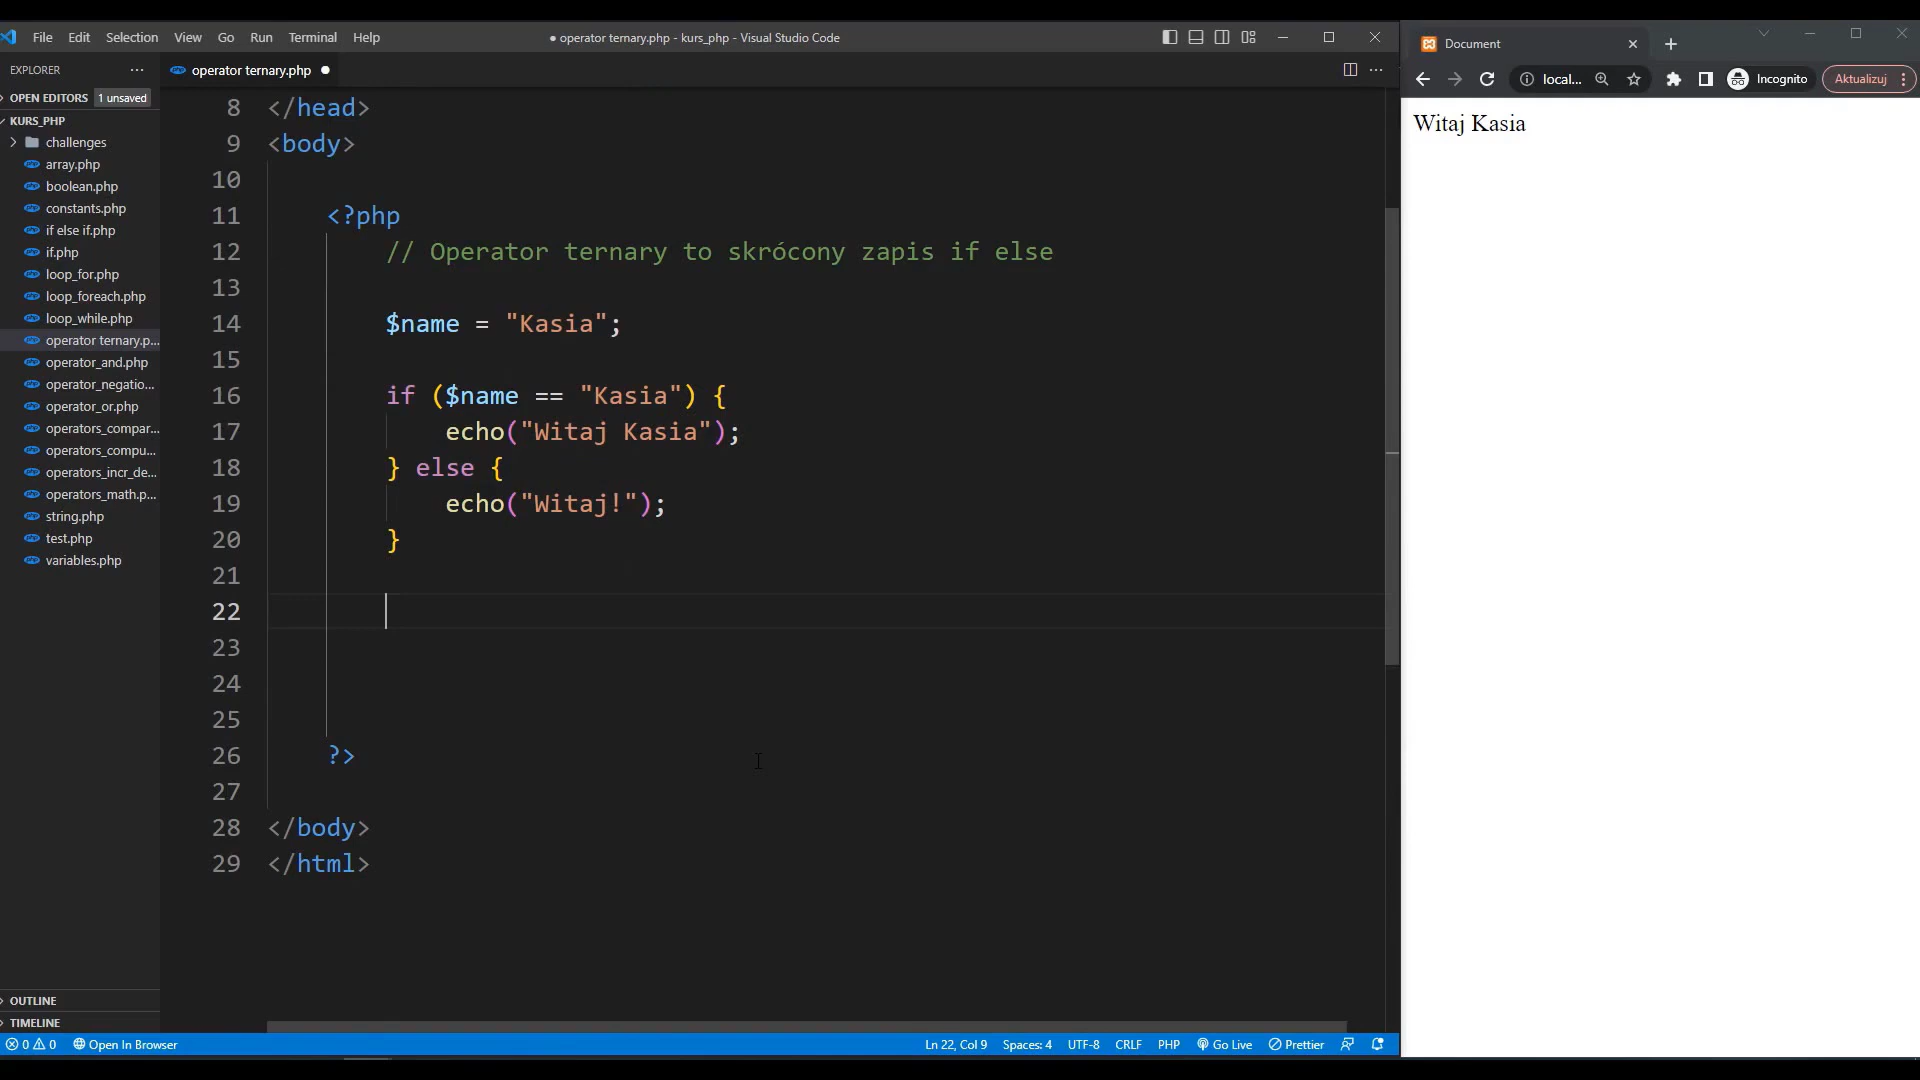 File Edit Selection View Go Run Terminal Help
● operator ternary.php - kurs_php - Visual Studio Code
EXPLORER
OPEN EDITORS 1 unsaved
KURS_PHP
challenges
array.php
boolean.php
constants.php
if else if.php
if.php
loop_for.php
loop_foreach.php
loop_while.php
operator ternary.p...
operator_and.php
operator_negatio...
operator_or.php
operators_compar...
operators_compu...
operators_incr_de...
operators_math.p...
string.php
test.php
variables.php
OUTLINE
TIMELINE
operator ternary.php
8 </head>
9 <body>
10
11 <?php
12 // Operator ternary to skrócony zapis if else
13
14 $name = "Kasia";
15
16 if ($name == "Kasia") {
17 echo("Witaj Kasia");
18 } else {
19 echo("Witaj!");
20 }
21
22
23
24
25
26 ?>
27
28 </body>
29 </html>
0 0 Open In Browser
Ln 22, Col 9 Spaces: 4 UTF-8 CRLF PHP Go Live Prettier
Document
local... Incognito Aktualizuj
Witaj Kasia